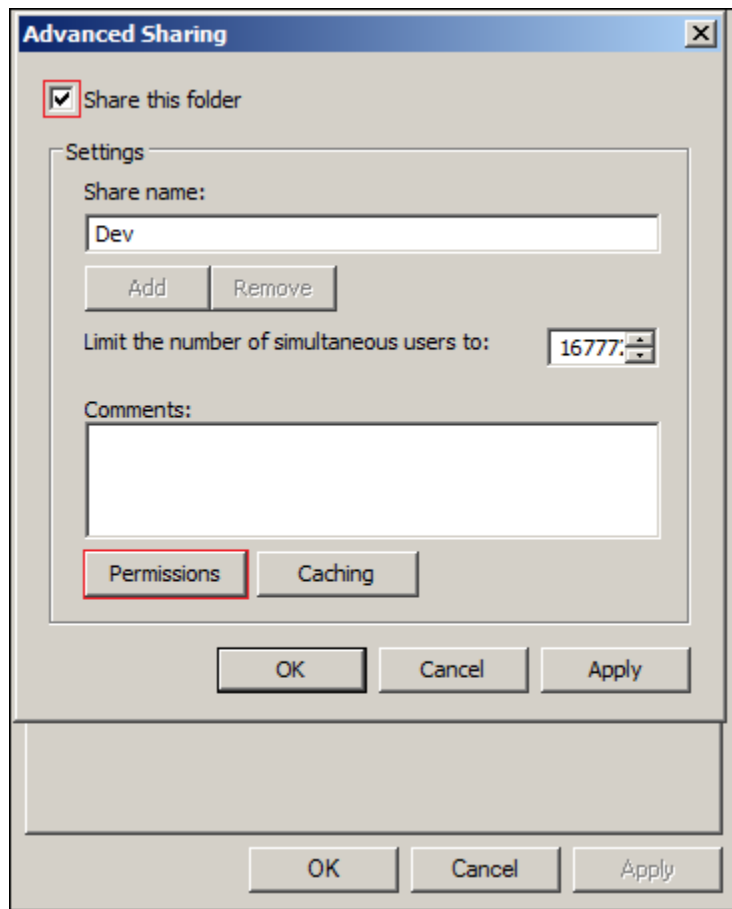 Advanced Sharing
Share this folder
Settings
Share name:
Dev
Add Remove
Limit the number of simultaneous users to: 16777
Comments:
Permissions Caching
OK Cancel Apply
OK Cancel Apply